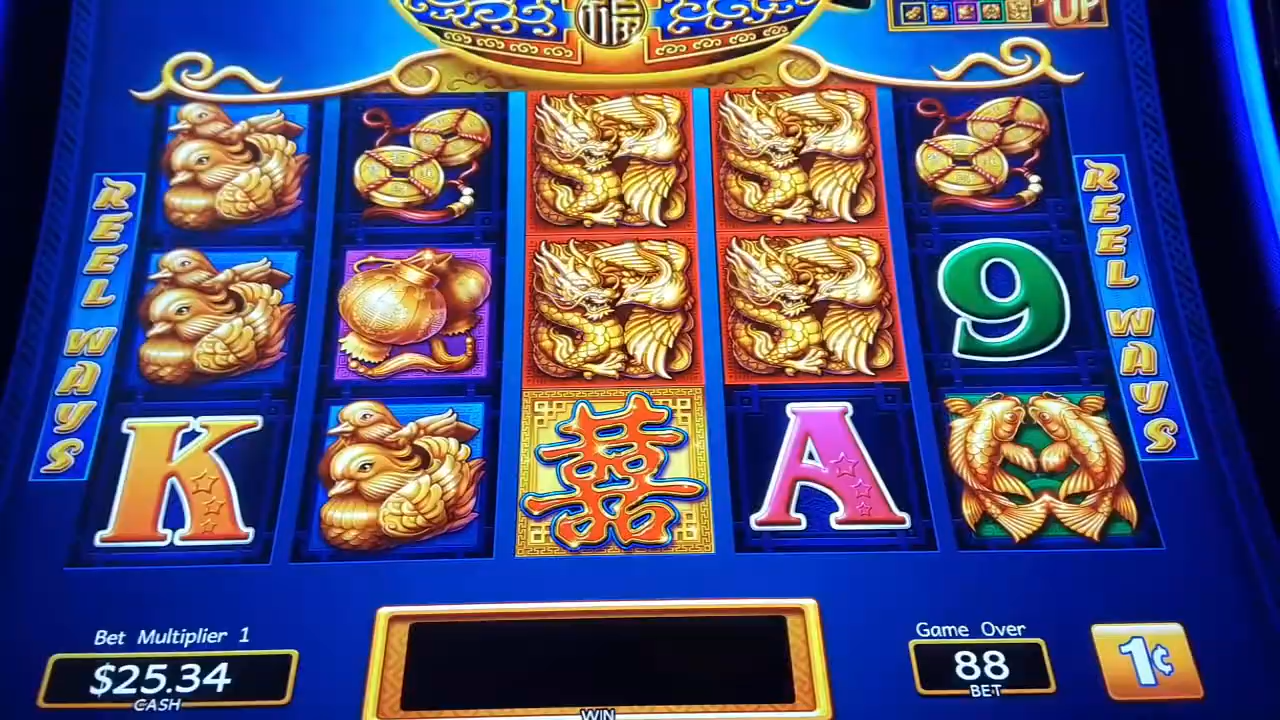 福
UP
REEL WAYS
REEL WAYS
9
K
囍
A
Bet Multiplier 1
$25.34
CASH
WIN
Game Over
88
BET
1¢